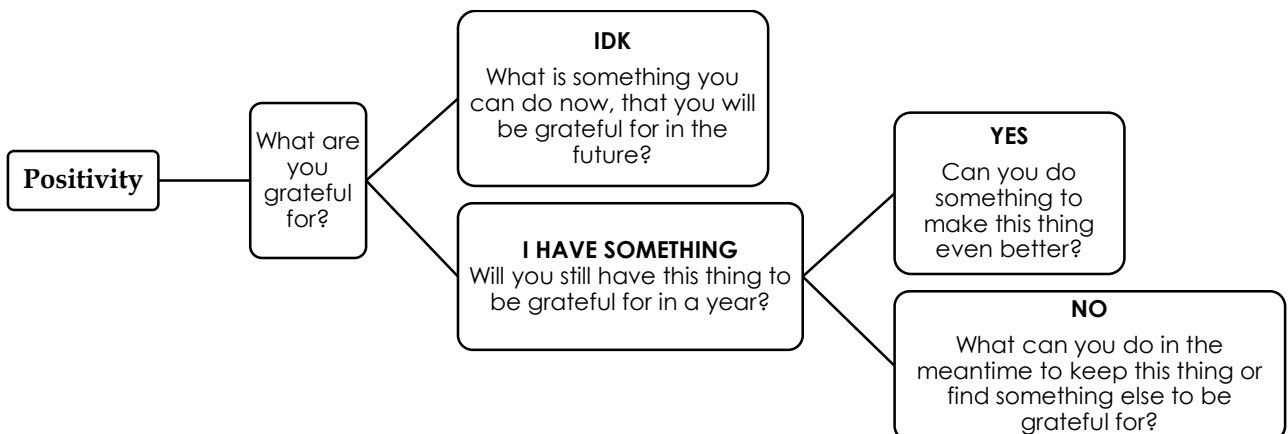 Positivity
What are
you
grateful
for?
IDK
What is something you
can do now, that you will
be grateful for in the
future?
I HAVE SOMETHING
Will you still have this thing to
be grateful for in a year?
YES
Can you do
something to
make this thing
even better?
NO
What can you do in the
meantime to keep this thing or
find something else to be
grateful for?